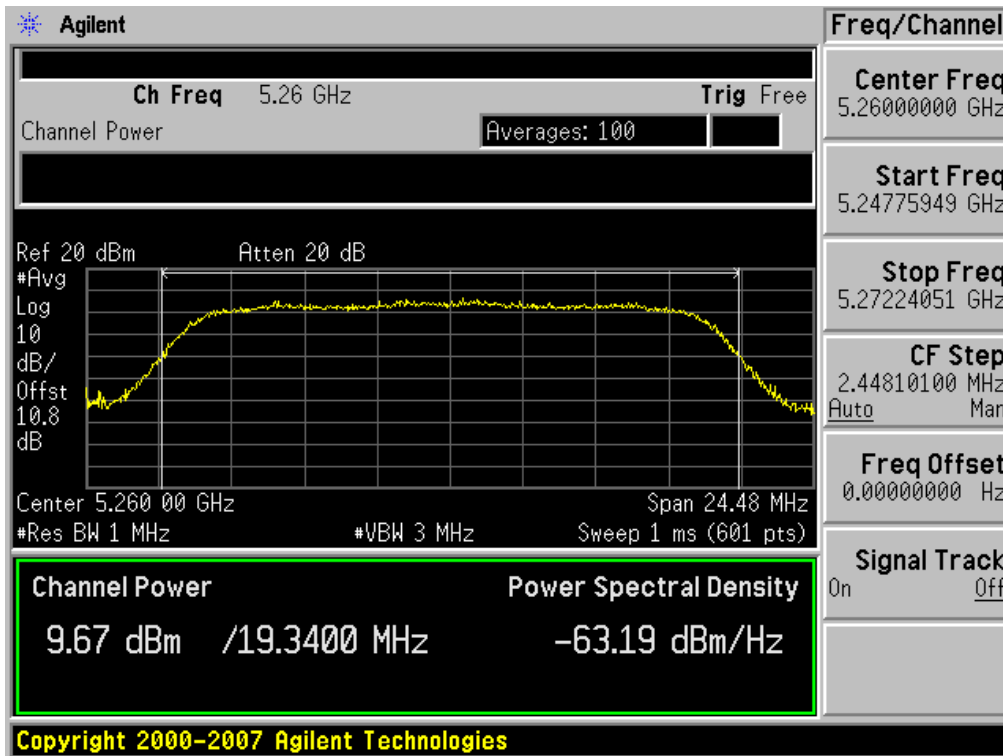 Agilent
Freq/Channel
Ch Freq 5.26 GHz Trig Free
Channel Power Averages: 100
Ref 20 dBm Atten 20 dB
#Avg
Log
10
dB/
Offst
10.8
dB
Center 5.260 00 GHz Span 24.48 MHz
#Res BW 1 MHz #VBW 3 MHz Sweep 1 ms (601 pts)
Channel Power Power Spectral Density
9.67 dBm /19.3400 MHz -63.19 dBm/Hz
Copyright 2000-2007 Agilent Technologies
Center Freq
5.26000000 GHz
Start Freq
5.24775949 GHz
Stop Freq
5.27224051 GHz
CF Step
2.44810100 MHz
Auto Man
Freq Offset
0.00000000 Hz
Signal Track
On Off